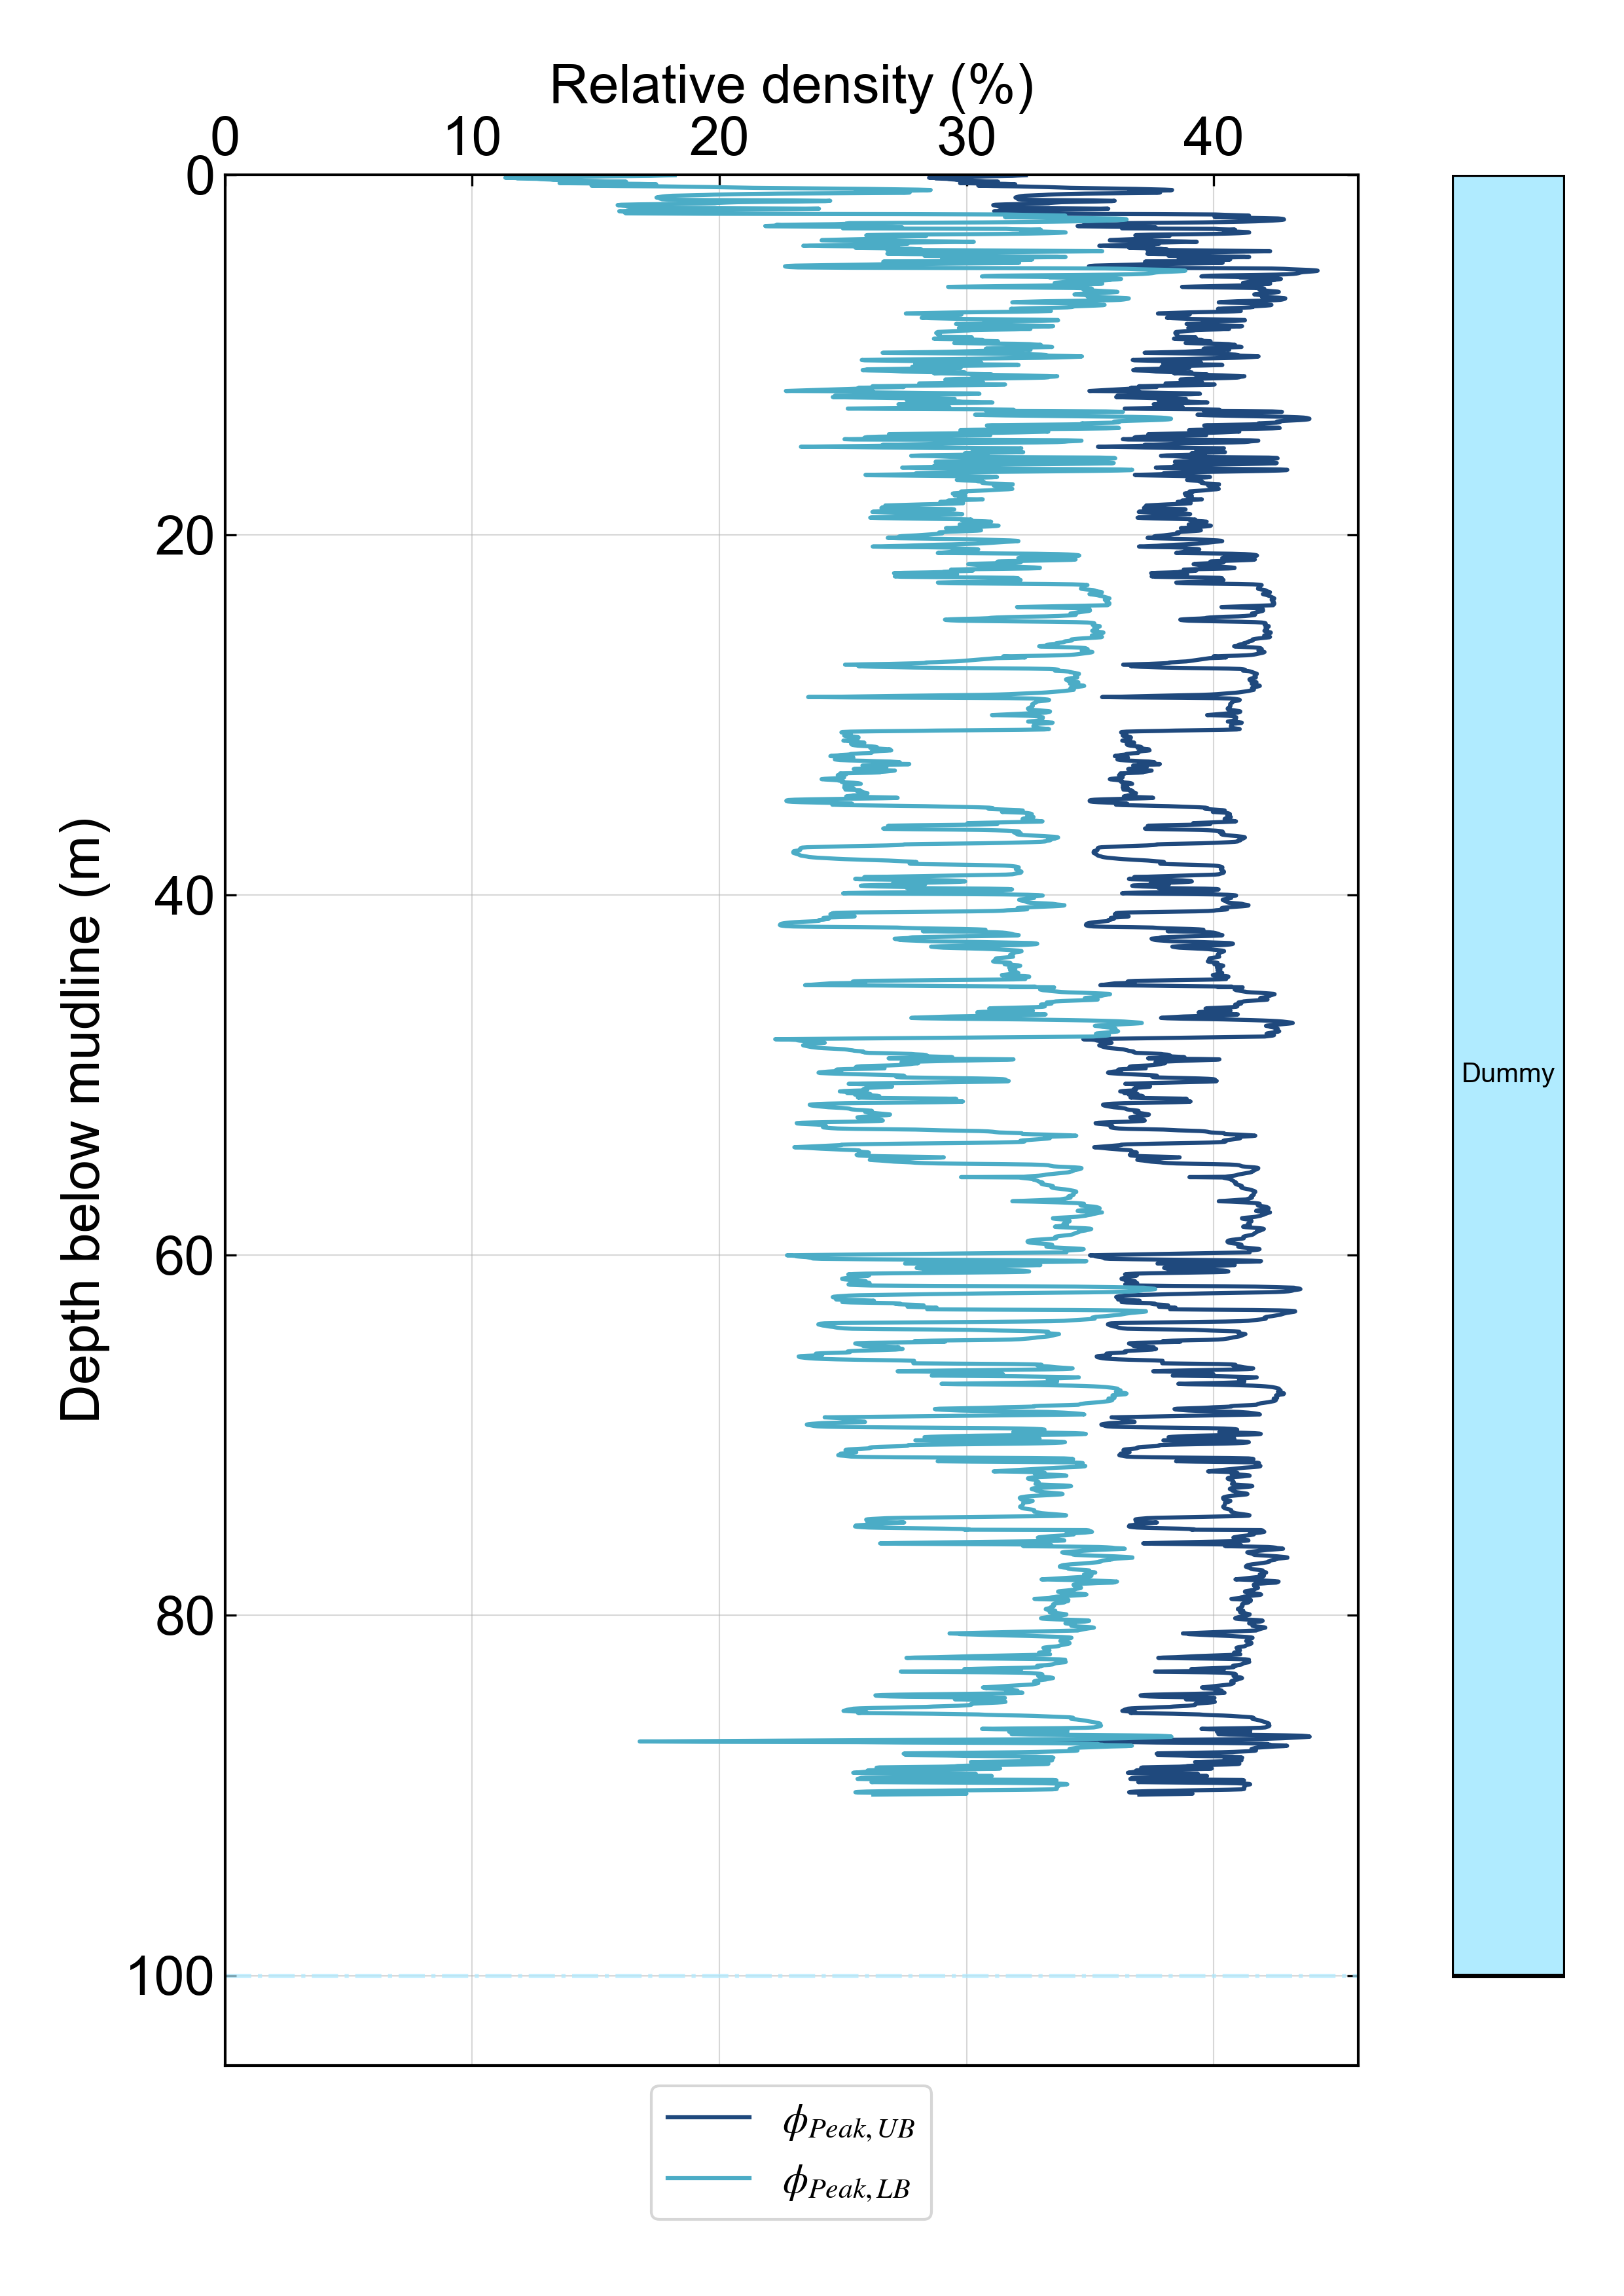 Relative density (%)
0 10 20 30 40
0
20
40
60
80
100
Depth below mudline (m)
Dummy
ϕPeak, UB
ϕPeak, LB